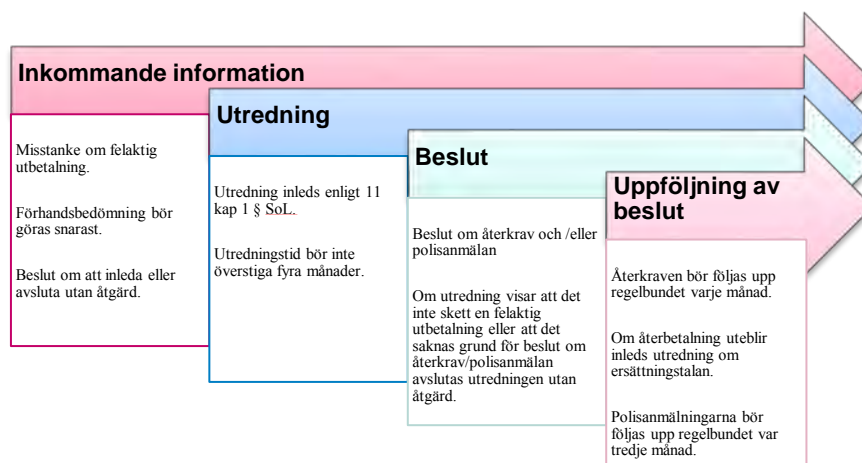 Inkommande information
Misstanke om felaktig
utbetalning.
Förhandsbedömning bör
göras snarast.
Beslut om att inleda eller
avsluta utan åtgärd.
Utredning
Utredning inleds enligt 11
kap 1 § SoL.
Utredningstid bör inte
överstiga fyra månader.
Beslut
Beslut om återkrav och /eller
polisanmälan
Om utredning visar att det
inte skett en felaktig
utbetalning eller att det
saknas grund för beslut om
återkrav/polisanmälan
avslutas utredningen utan
åtgärd.
Uppföljning av
beslut
Återkraven bör följas upp
regelbundet varje månad.
Om återbetalning uteblir
inleds utredning om
ersättningstalan.
Polisanmälningarna bör
följas upp regelbundet var
tredje månad.